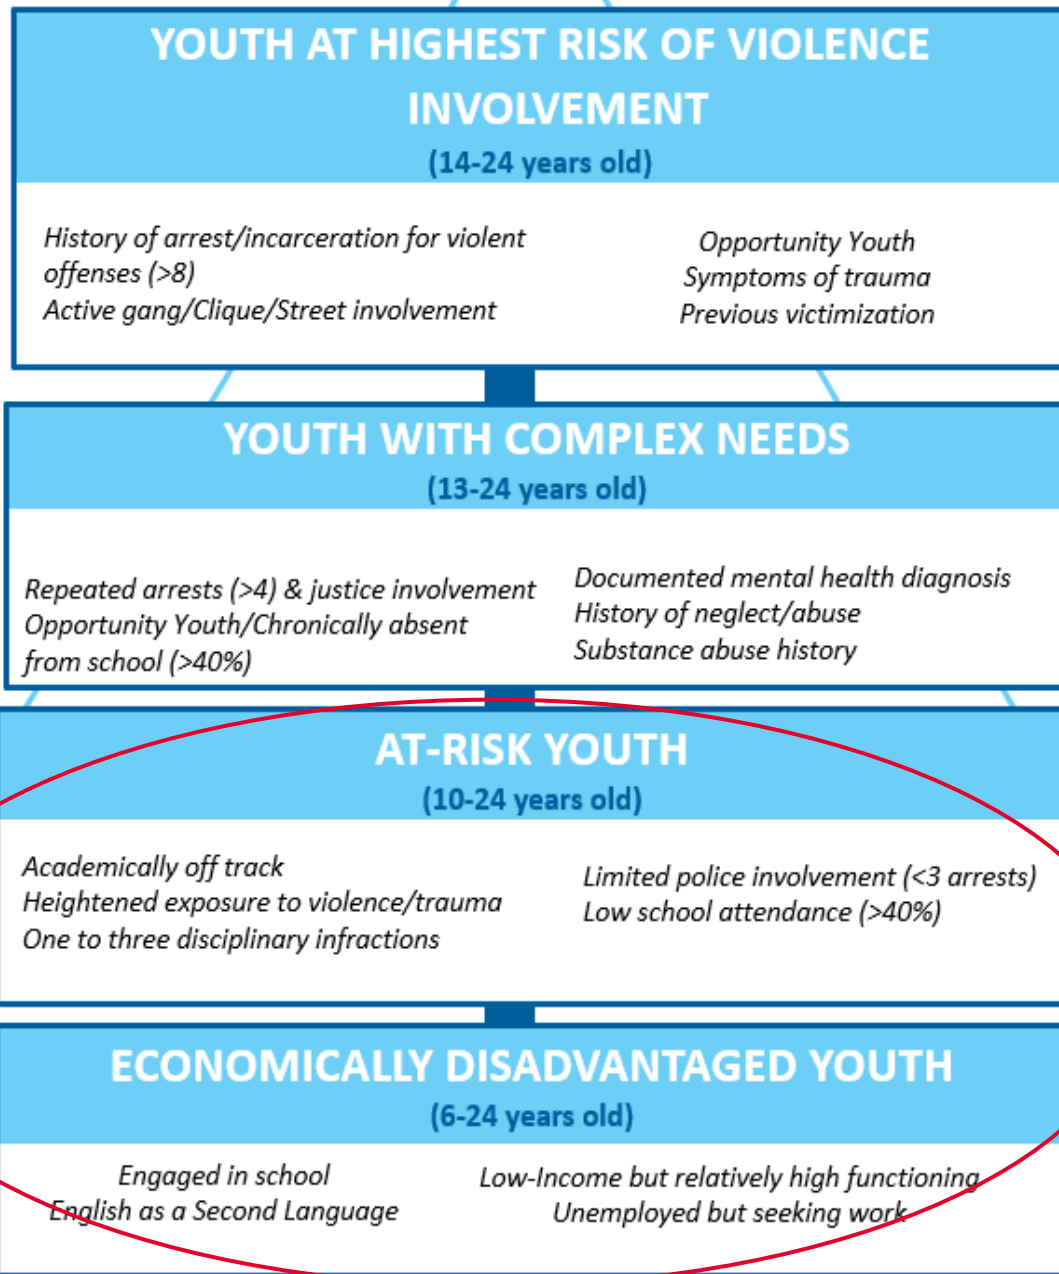 YOUTH AT HIGHEST RISK OF VIOLENCE
INVOLVEMENT
(14-24 years old)
History of arrest/incarceration for violent
offenses (>8)
Active gang/Clique/Street involvement
Opportunity Youth
Symptoms of trauma
Previous victimization
YOUTH WITH COMPLEX NEEDS
(13-24 years old)
Repeated arrests (>4) & justice involvement
Opportunity Youth/Chronically absent
from school (>40%)
Documented mental health diagnosis
History of neglect/abuse
Substance abuse history
AT-RISK YOUTH
(10-24 years old)
Academically off track
Heightened exposure to violence/trauma
One to three disciplinary infractions
Limited police involvement (<3 arrests)
Low school attendance (>40%)
ECONOMICALLY DISADVANTAGED YOUTH
(6-24 years old)
Engaged in school
English as a Second Language
Low-Income but relatively high functioning
Unemployed but seeking work